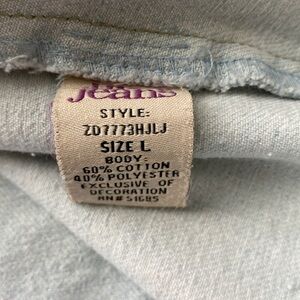 Jeans
STYLE:
ZD7773HJLJ
SIZE L
BODY:
60% COTTON
40% POLYESTER
EXCLUSIVE OF
DECORATION
RN# 51685